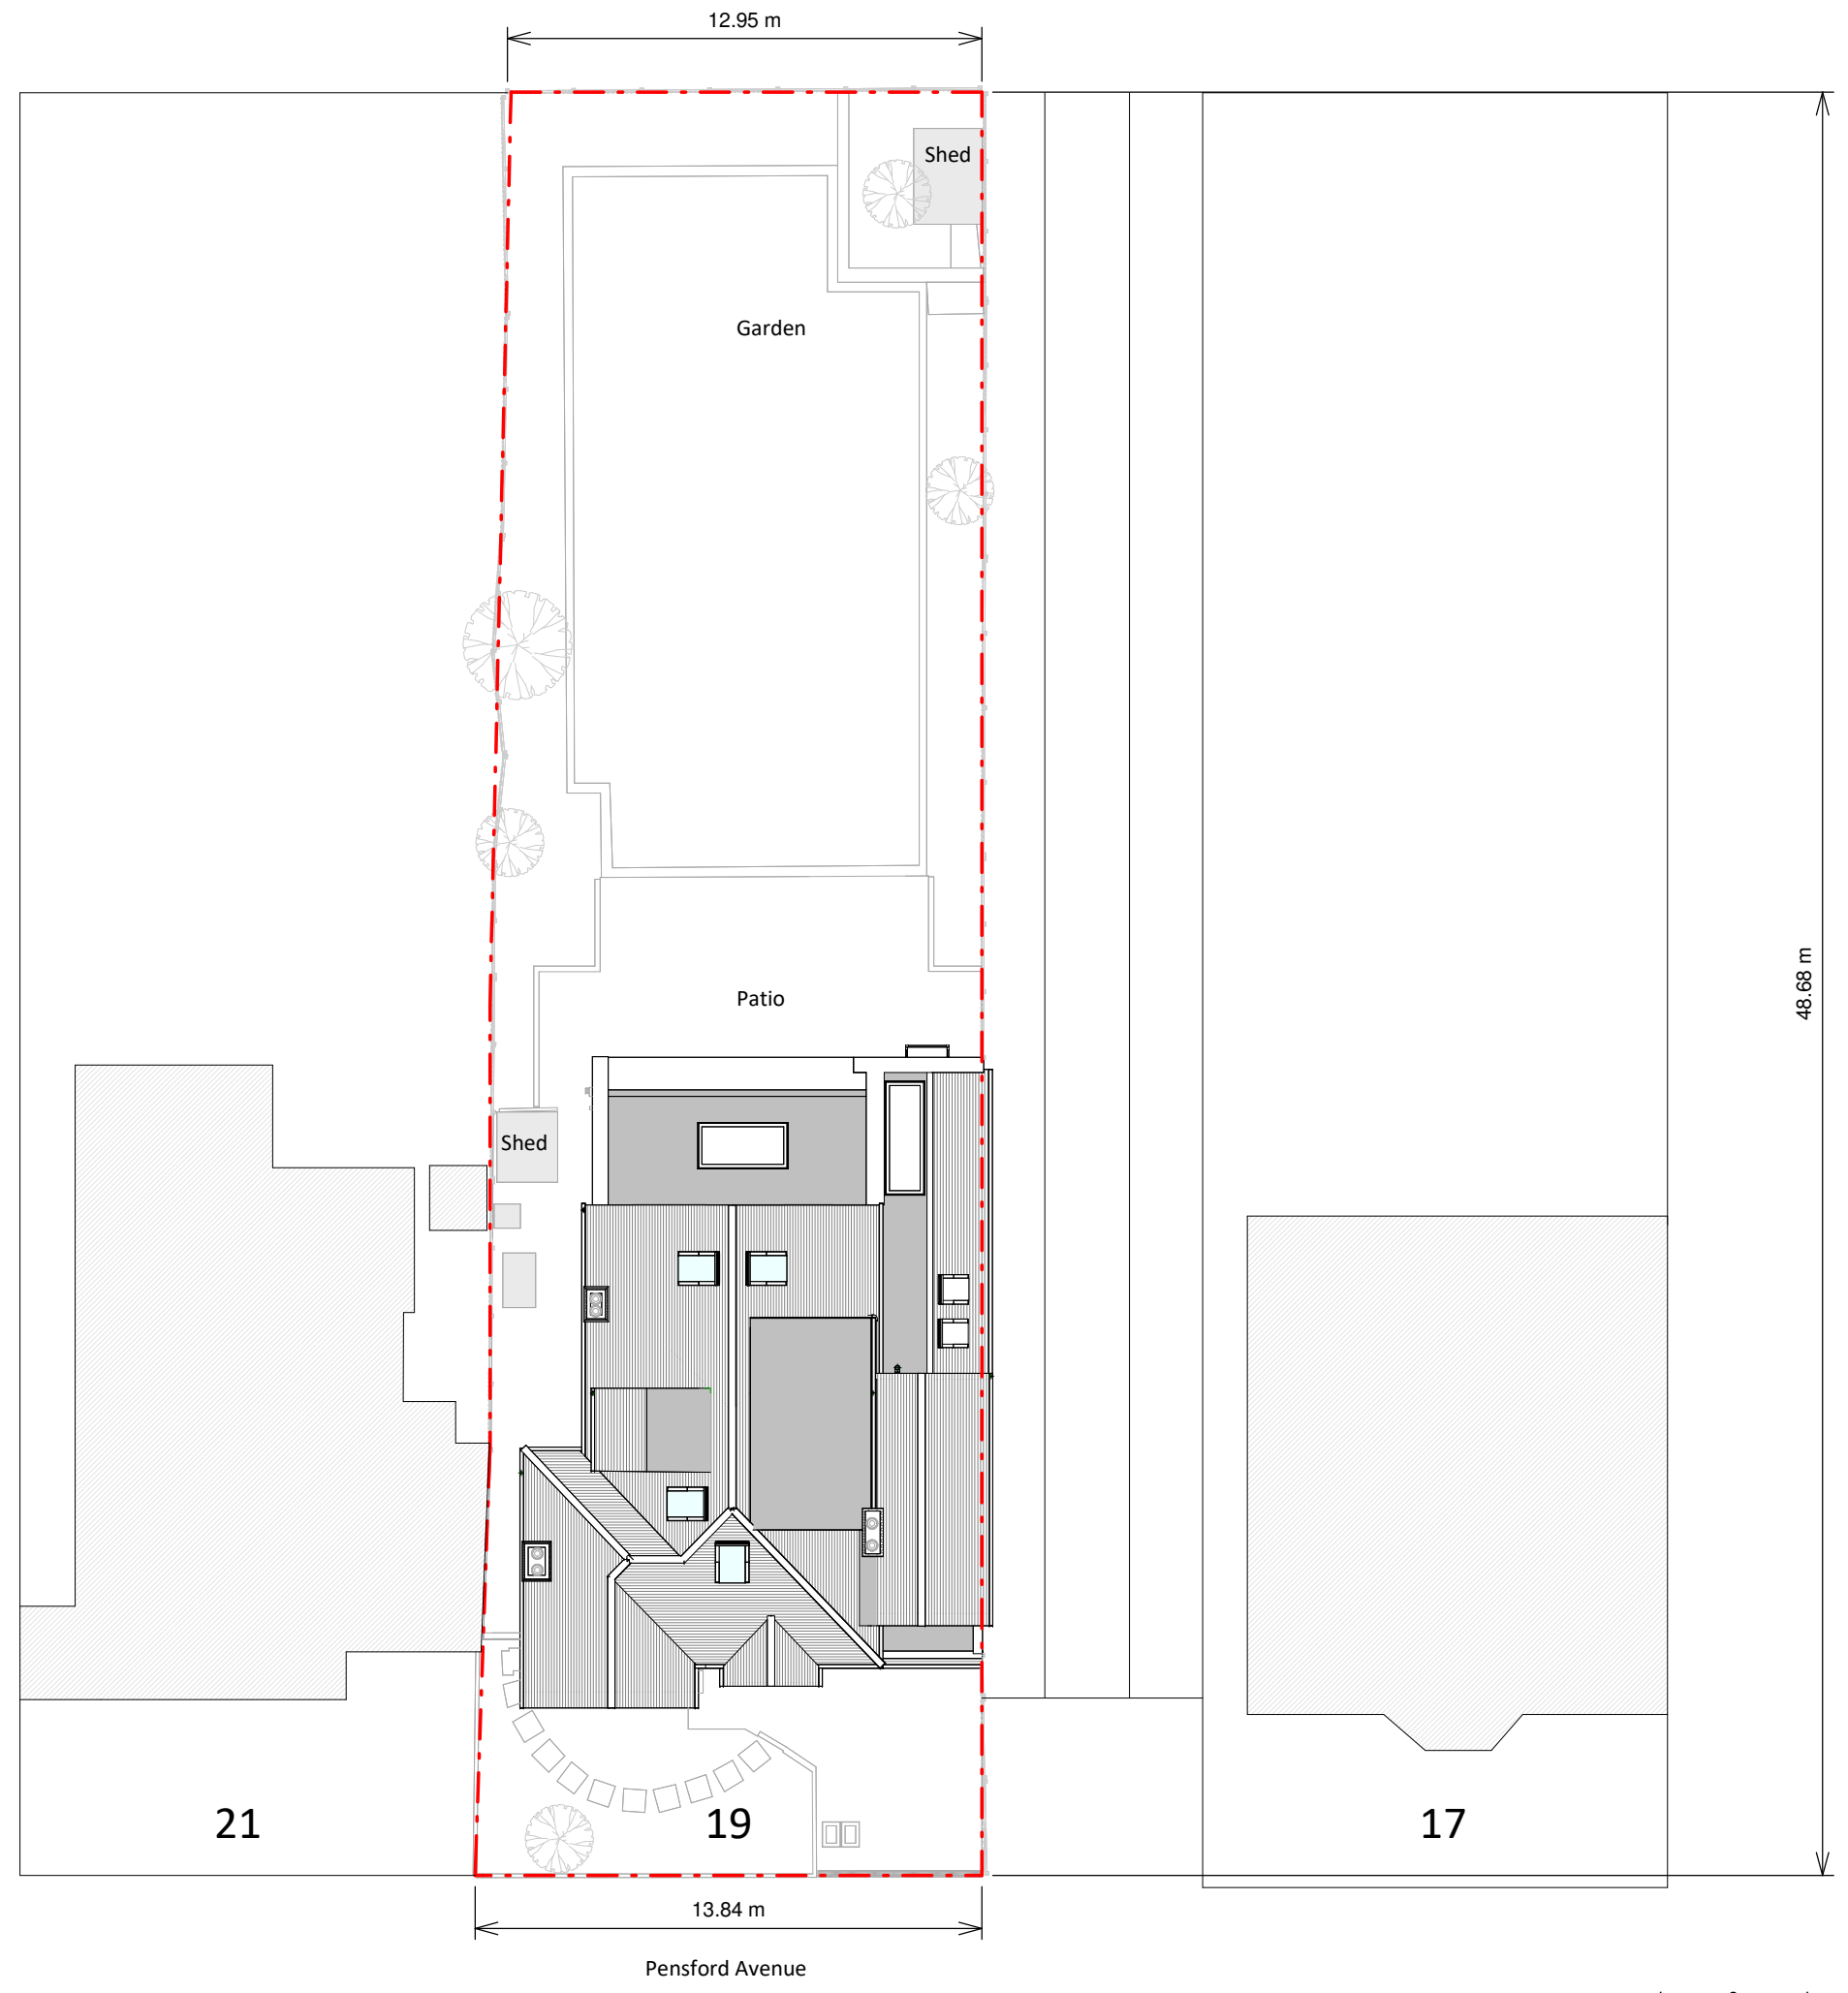 12.95 m
Shed
Garden
48.68 m
Patio
Shed
21
19
17
13.84 m
Pensford Avenue